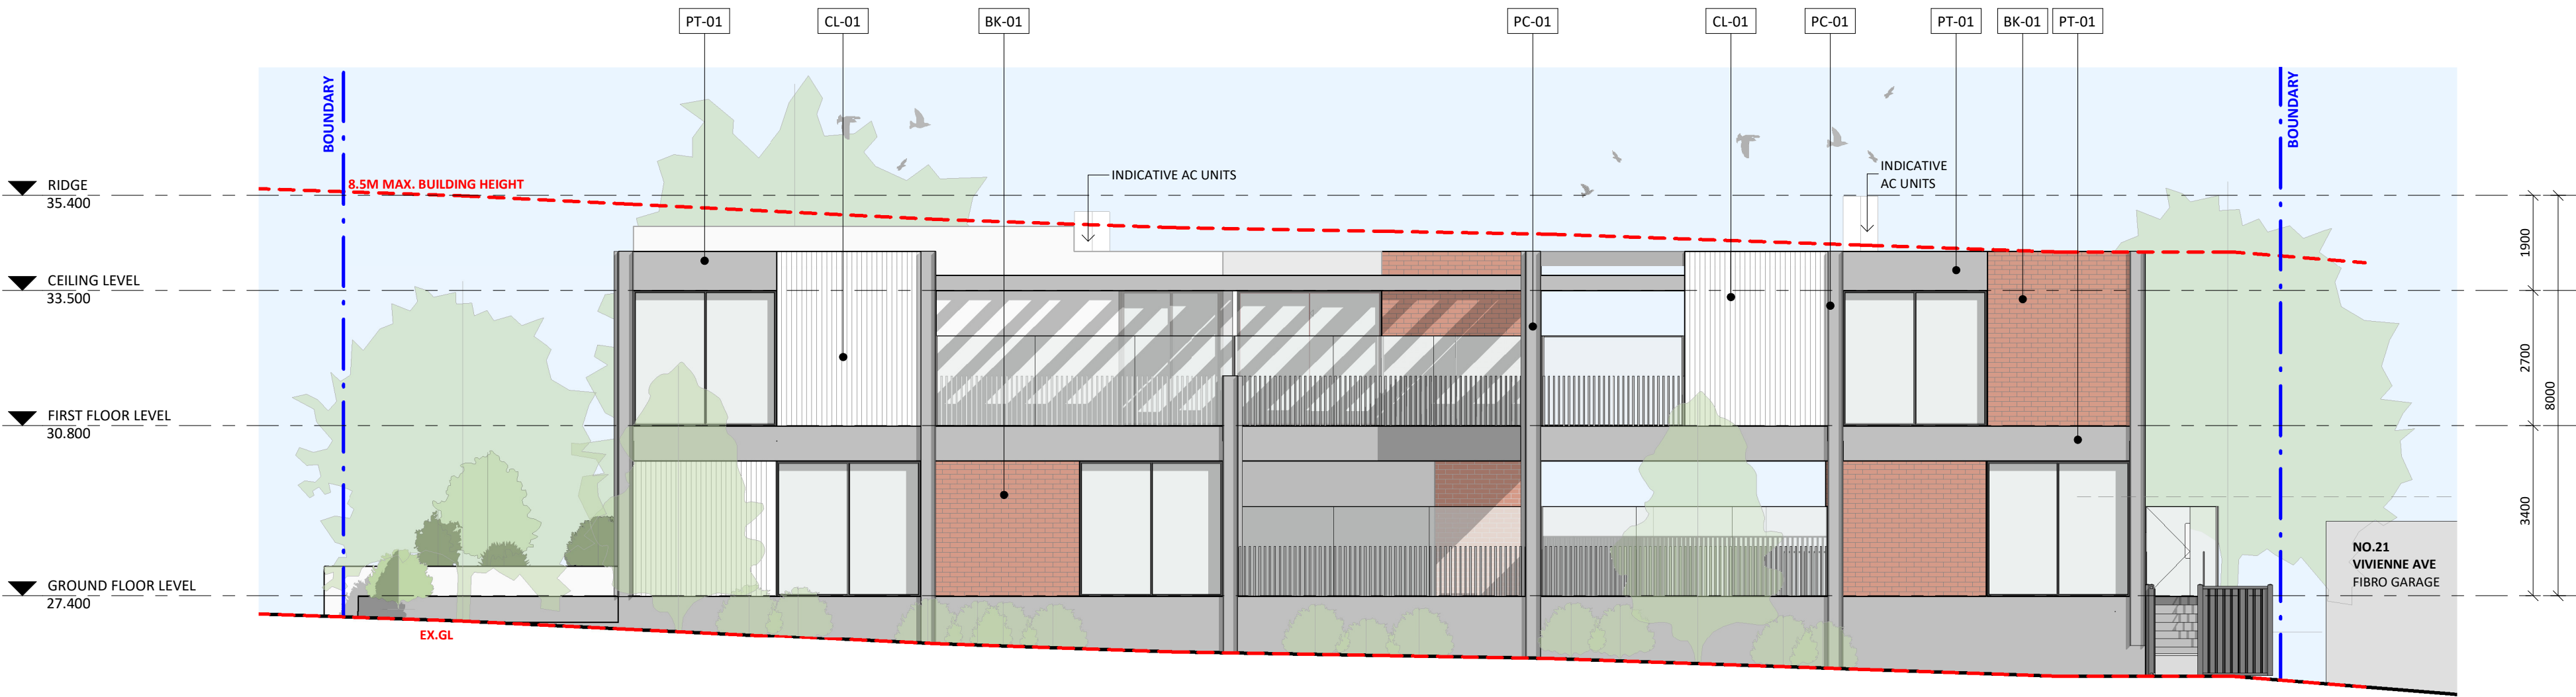 PT-01
CL-01
BK-01
PC-01
CL-01
PC-01
PT-01
BK-01
PT-01
BOUNDARY
BOUNDARY
RIDGE
35.400
8.5M MAX. BUILDING HEIGHT
INDICATIVE AC UNITS
INDICATIVE
AC UNITS
CEILING LEVEL
33.500
FIRST FLOOR LEVEL
30.800
GROUND FLOOR LEVEL
27.400
EX.GL
1900
2700
3400
8000
NO.21
VIVIENNE AVE
FIBRO GARAGE